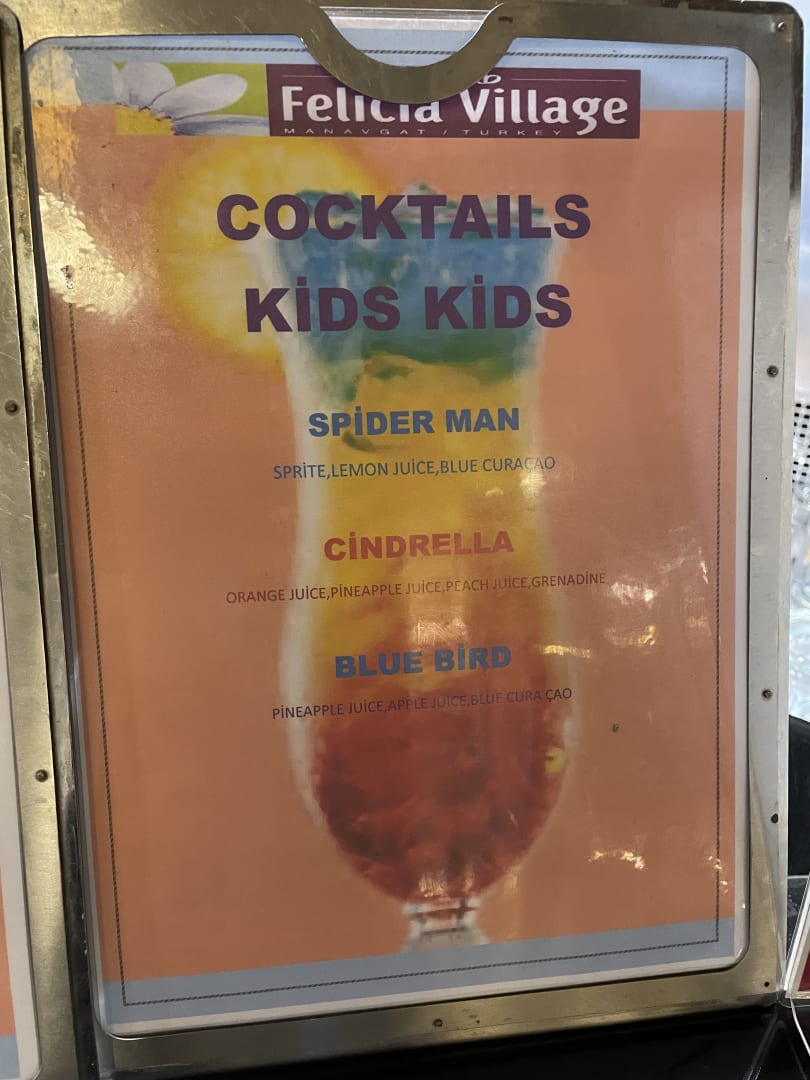 Felicia Village
MANAVGAT / TURKEY
COCKTAILS
KİDS KİDS
SPİDER MAN
SPRİTE,LEMON JUİCE,BLUE CURAÇAO
CİNDRELLA
ORANGE JUİCE,PİNEAPPLE JUİCE,PEACH JUİCE,GRENADİNE
BLUE BİRD
PİNEAPPLE JUİCE,APPLE JUİCE,BLUE CURA ÇAO